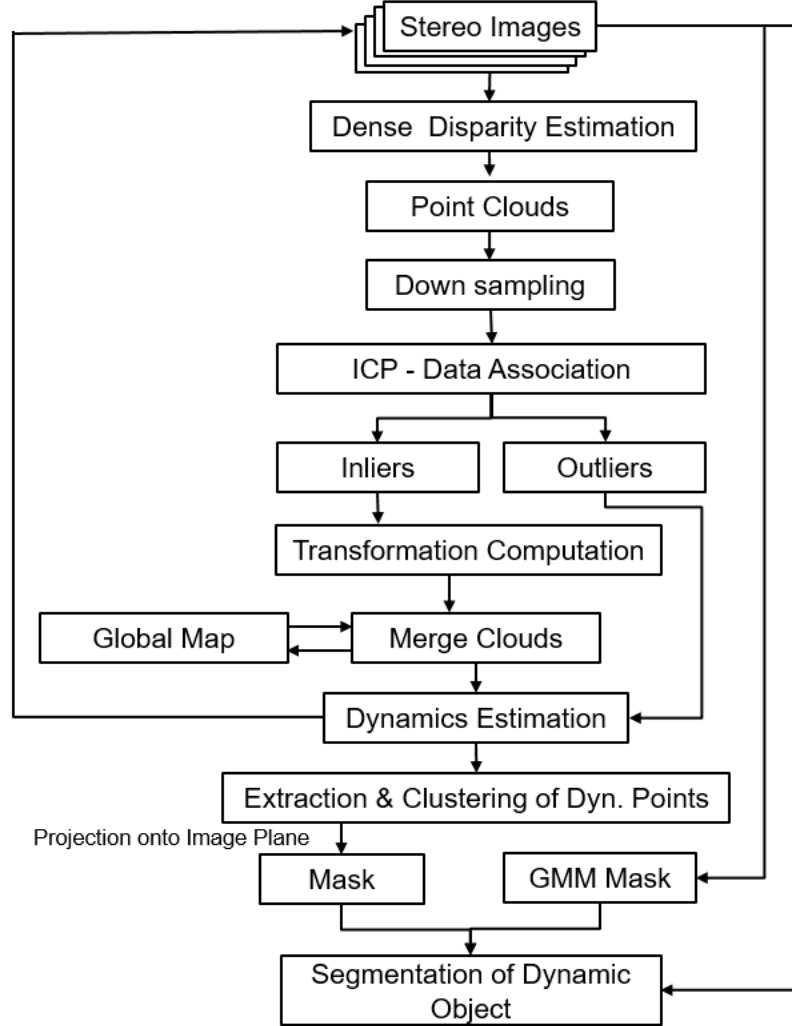 Stereo Images
Dense Disparity Estimation
Point Clouds
Down sampling
ICP - Data Association
Inliers
Outliers
Transformation Computation
Global Map
Merge Clouds
Dynamics Estimation
Extraction & Clustering of Dyn. Points
Projection onto Image Plane
Mask
GMM Mask
Segmentation of Dynamic
Object